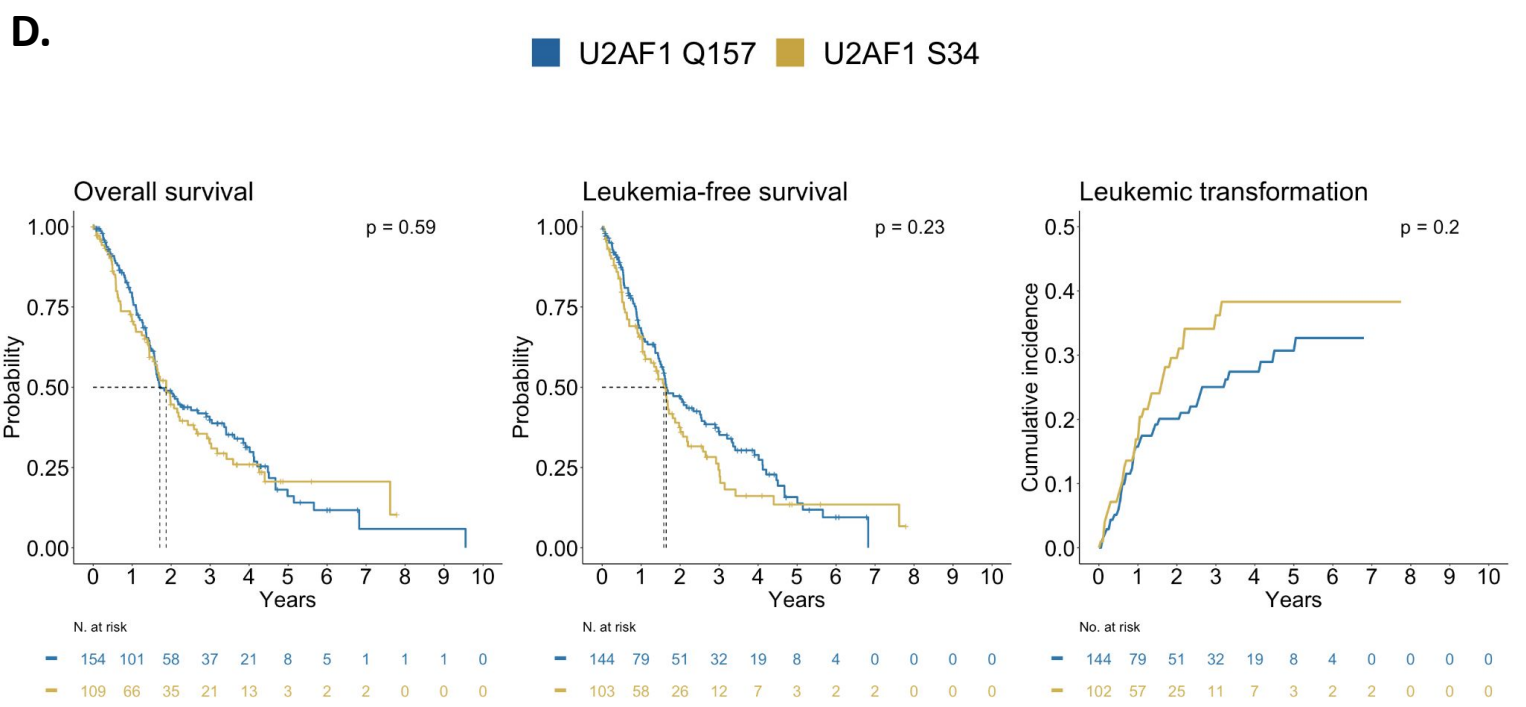 D.
U2AF1 Q157 U2AF1 S34
Overall survival
p = 0.59
1.00
0.75
0.50
0.25
0.00
Probability
0 1 2 3 4 5 6 7 8 9 10
Years
N. at risk
154 101 58 37 21 8 5 1 1 1 0
109 66 35 21 13 3 2 2 0 0 0
Leukemia-free survival
p = 0.23
1.00
0.75
0.50
0.25
0.00
Probability
0 1 2 3 4 5 6 7 8 9 10
Years
N. at risk
144 79 51 32 19 8 4 0 0 0 0
103 58 26 12 7 3 2 2 0 0 0
Leukemic transformation
p = 0.2
0.5
0.4
0.3
0.2
0.1
0.0
Cumulative incidence
0 1 2 3 4 5 6 7 8 9 10
Years
No. at risk
144 79 51 32 19 8 4 0 0 0 0
102 57 25 11 7 3 2 2 0 0 0